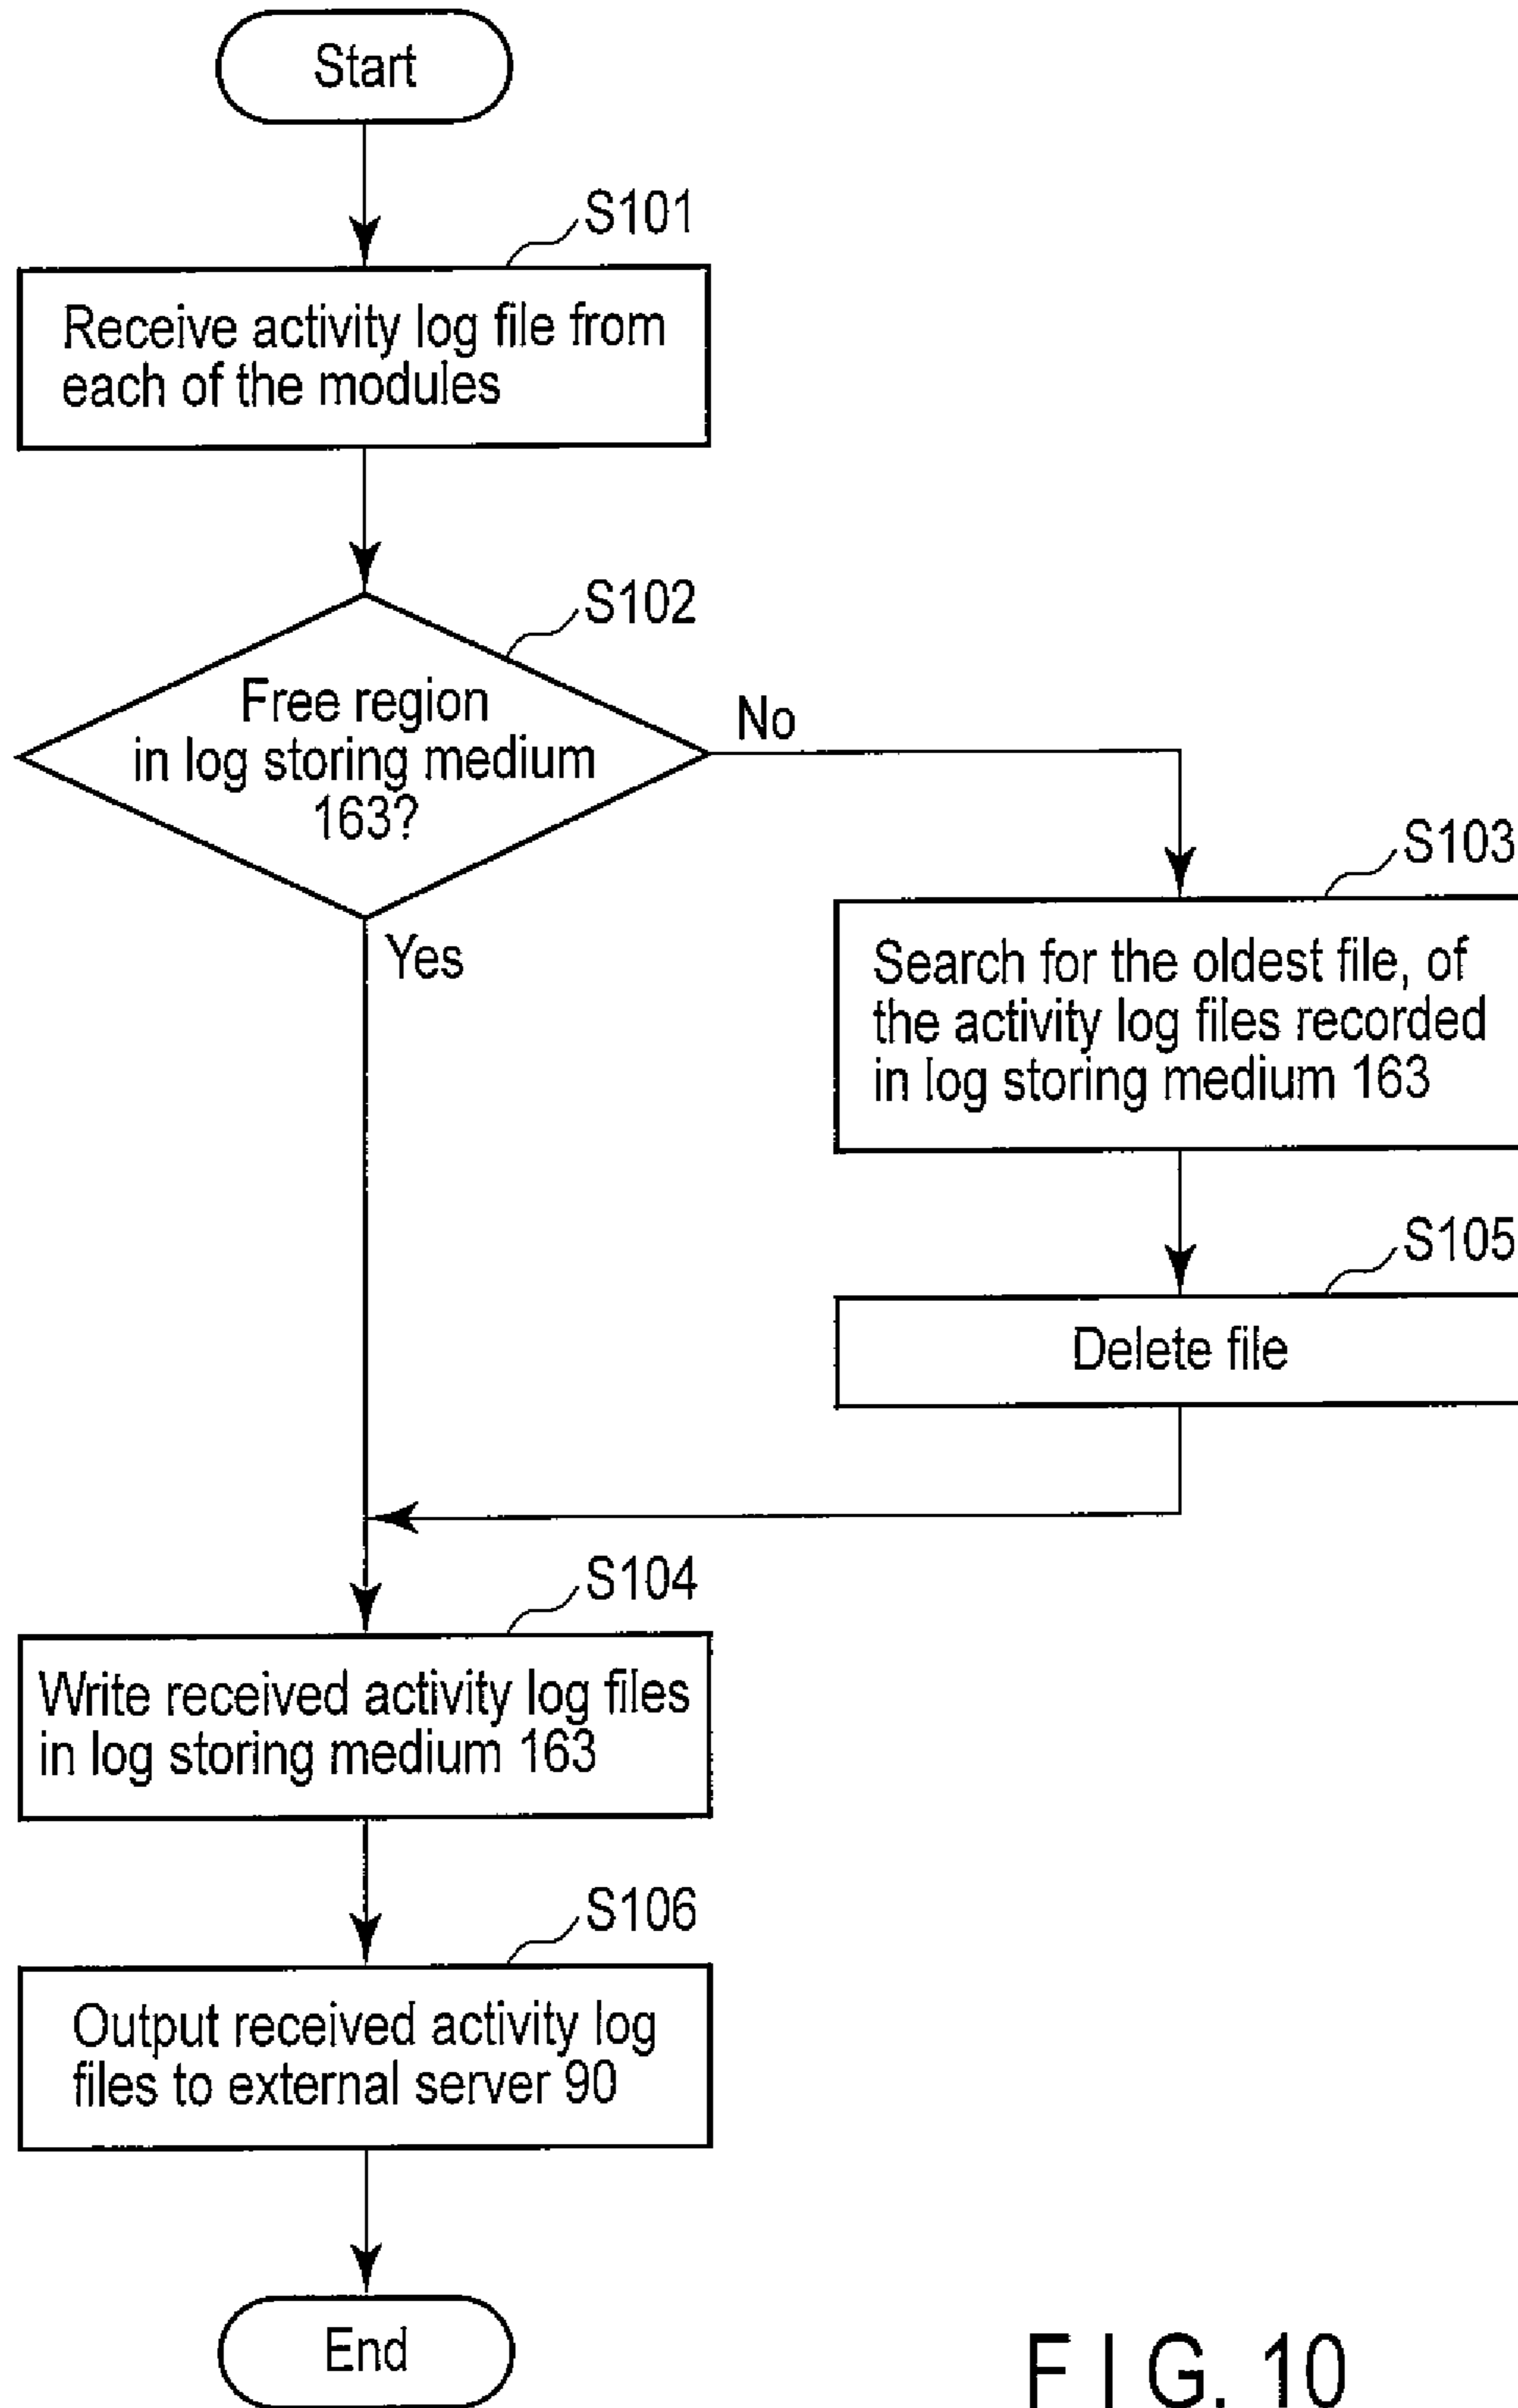 Start
S101
Receive activity log file from
each of the modules
S102
Free region
in log storing medium
163?
No
Yes
S103
Search for the oldest file, of
the activity log files recorded
in log storing medium 163
S105
Delete file
S104
Write received activity log files
in log storing medium 163
S106
Output received activity log
files to external server 90
End
FIG. 10